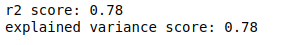 r2 score: 0.78
explained variance score: 0.78